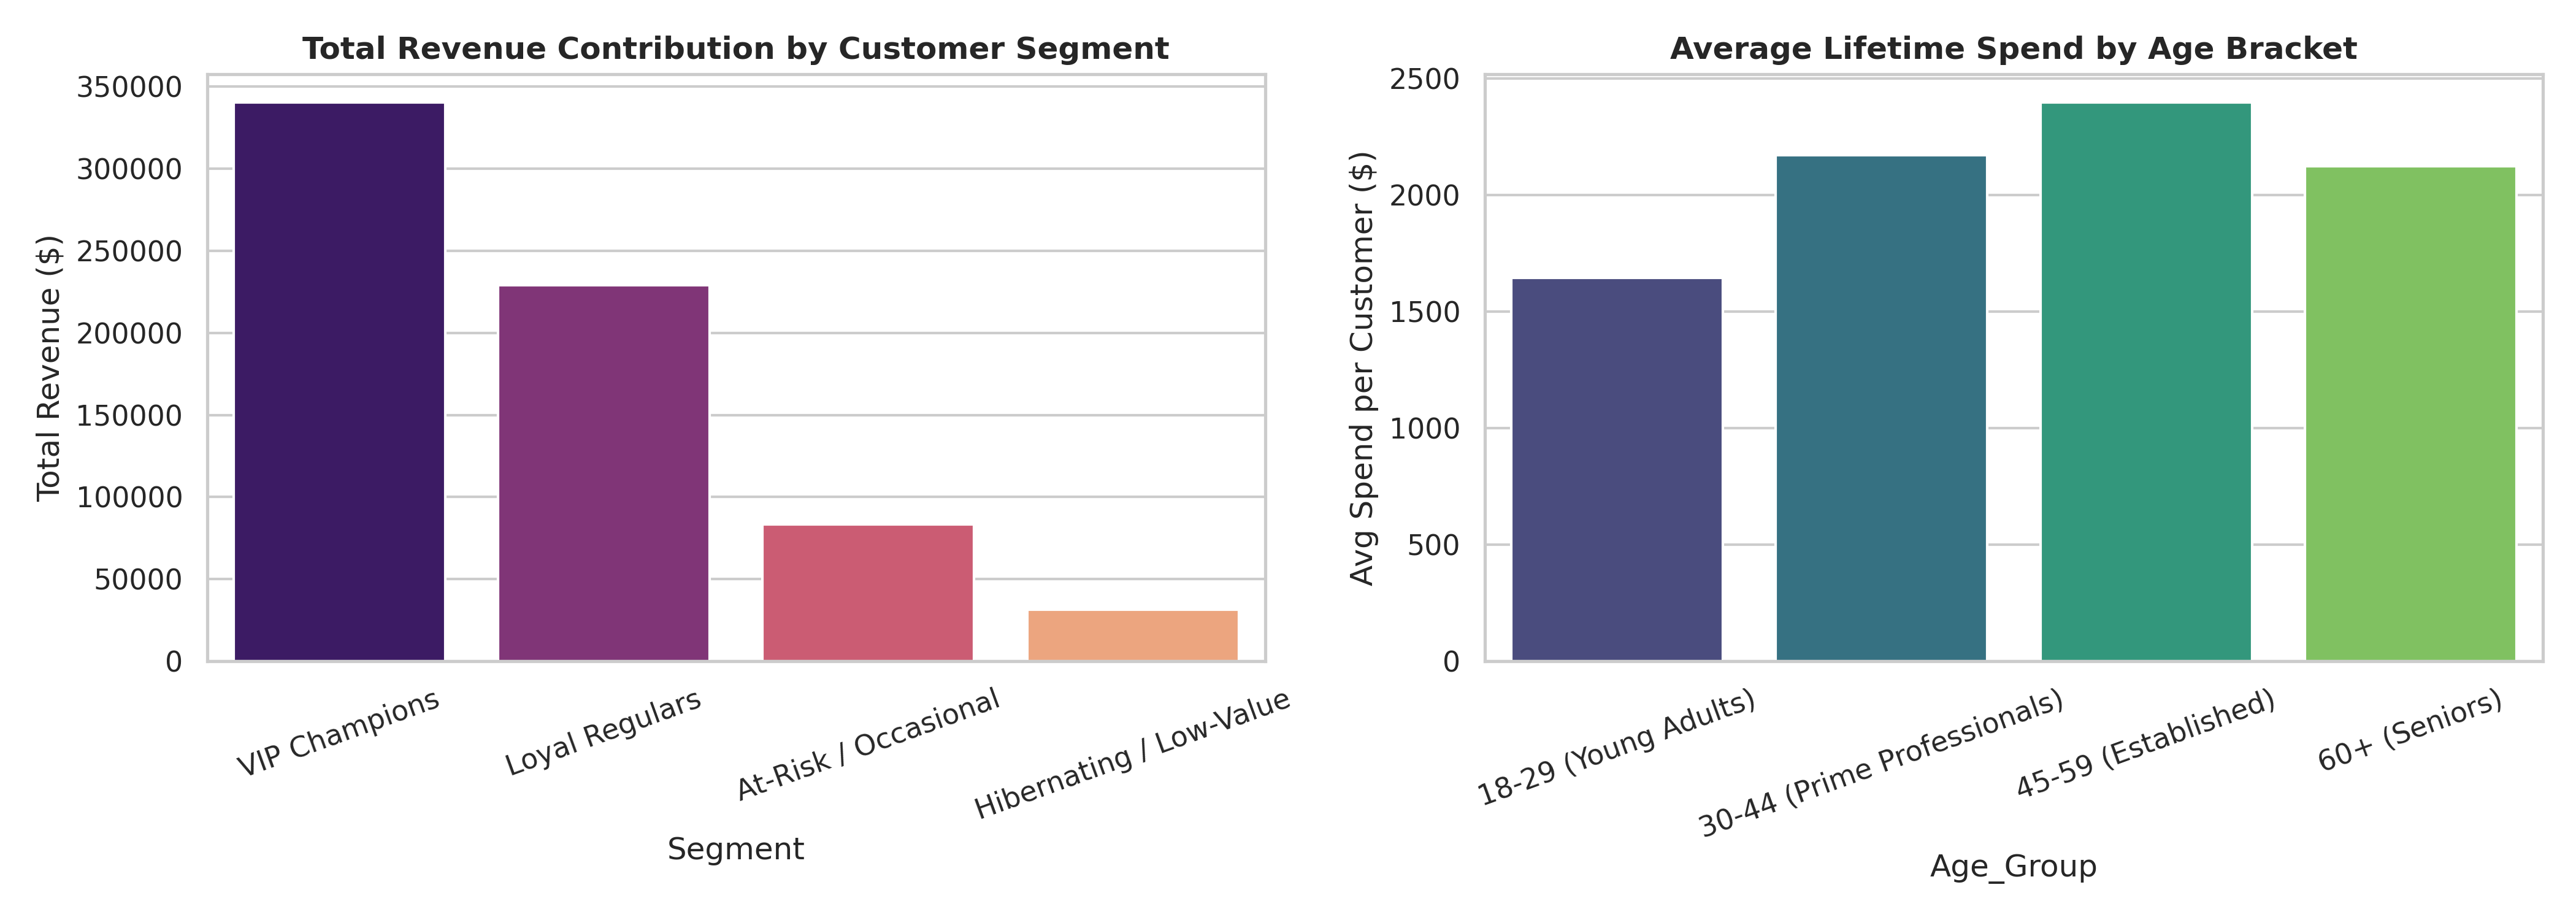 Total Revenue Contribution by Customer Segment
Total Revenue ($)
350000
300000
250000
200000
150000
100000
50000
0
VIP Champions
Loyal Regulars
At-Risk / Occasional
Hibernating / Low-Value
Segment
Average Lifetime Spend by Age Bracket
Avg Spend per Customer ($)
2500
2000
1500
1000
500
0
18-29 (Young Adults)
30-44 (Prime Professionals)
45-59 (Established)
60+ (Seniors)
Age_Group